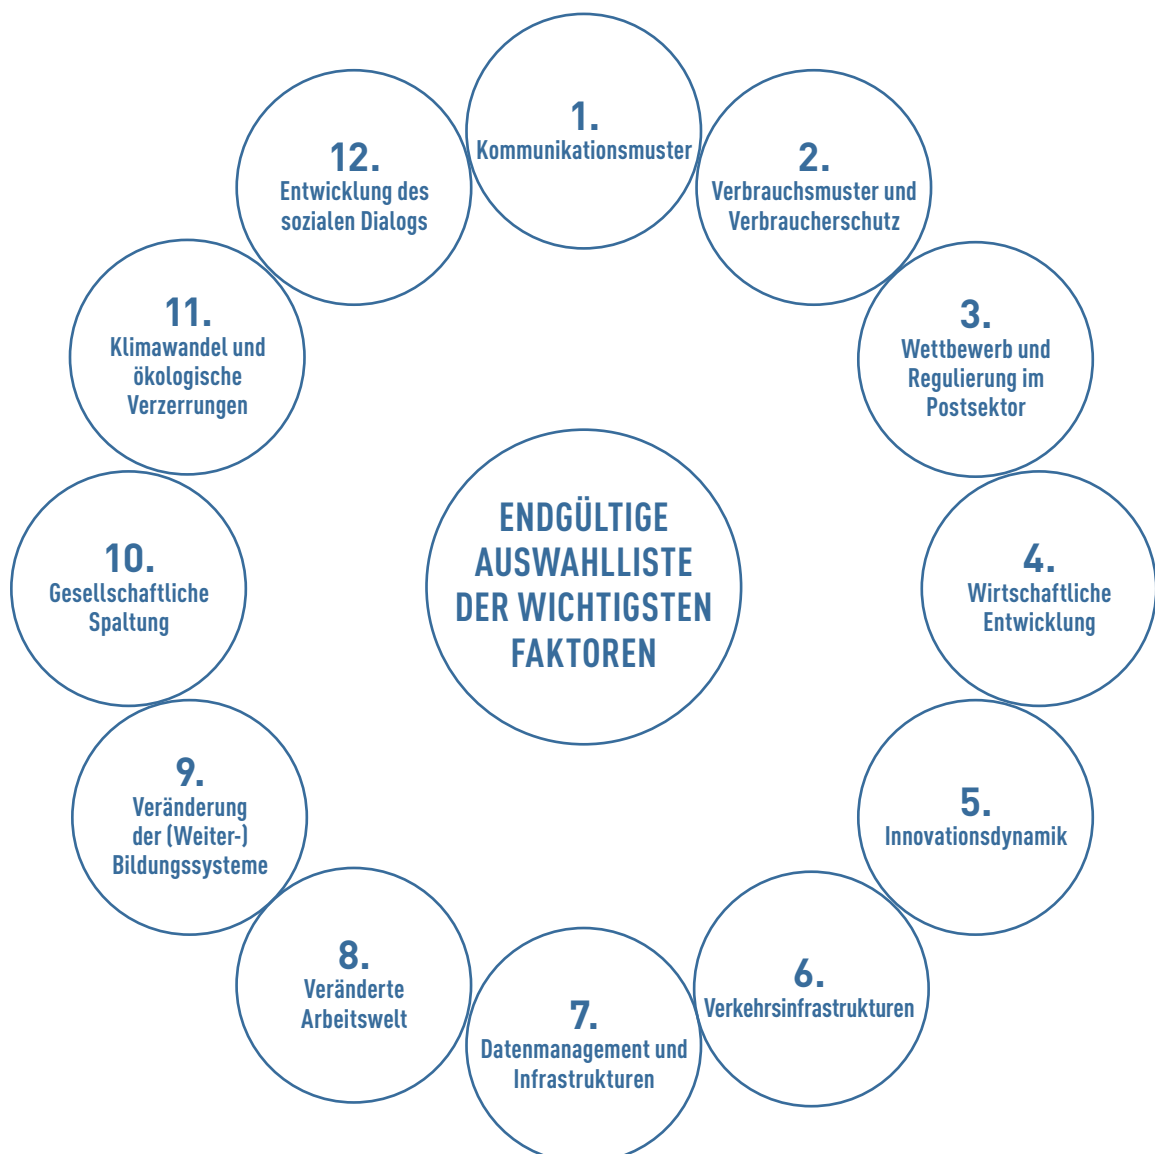 1.
Kommunikationsmuster
2.
Verbrauchsmuster und
Verbraucherschutz
3.
Wettbewerb und
Regulierung im
Postsektor
4.
Wirtschaftliche
Entwicklung
5.
Innovationsdynamik
6.
Verkehrsinfrastrukturen
7.
Datenmanagement und
Infrastrukturen
8.
Veränderte
Arbeitswelt
9.
Veränderung
der (Weiter-)
Bildungssysteme
10.
Gesellschaftliche
Spaltung
11.
Klimawandel und
ökologische
Verzerrungen
12.
Entwicklung des
sozialen Dialogs
ENDGÜLTIGE
AUSWAHLLISTE
DER WICHTIGSTEN
FAKTOREN